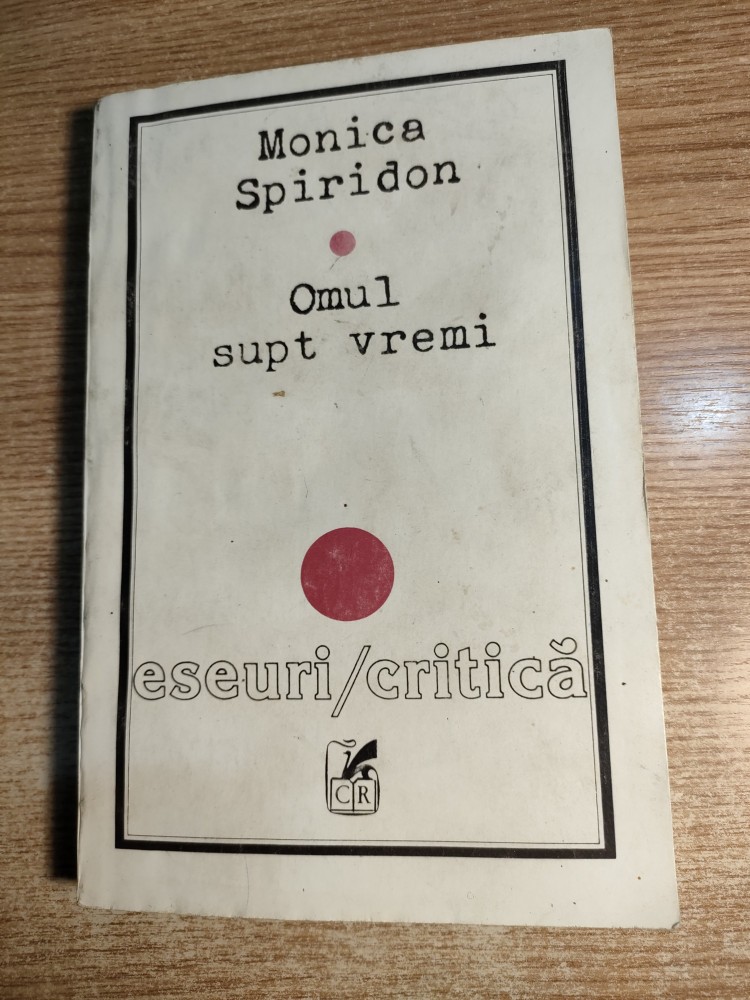 Monica
Spiridon
Omul
supt vremi
eseuri/critică
CR